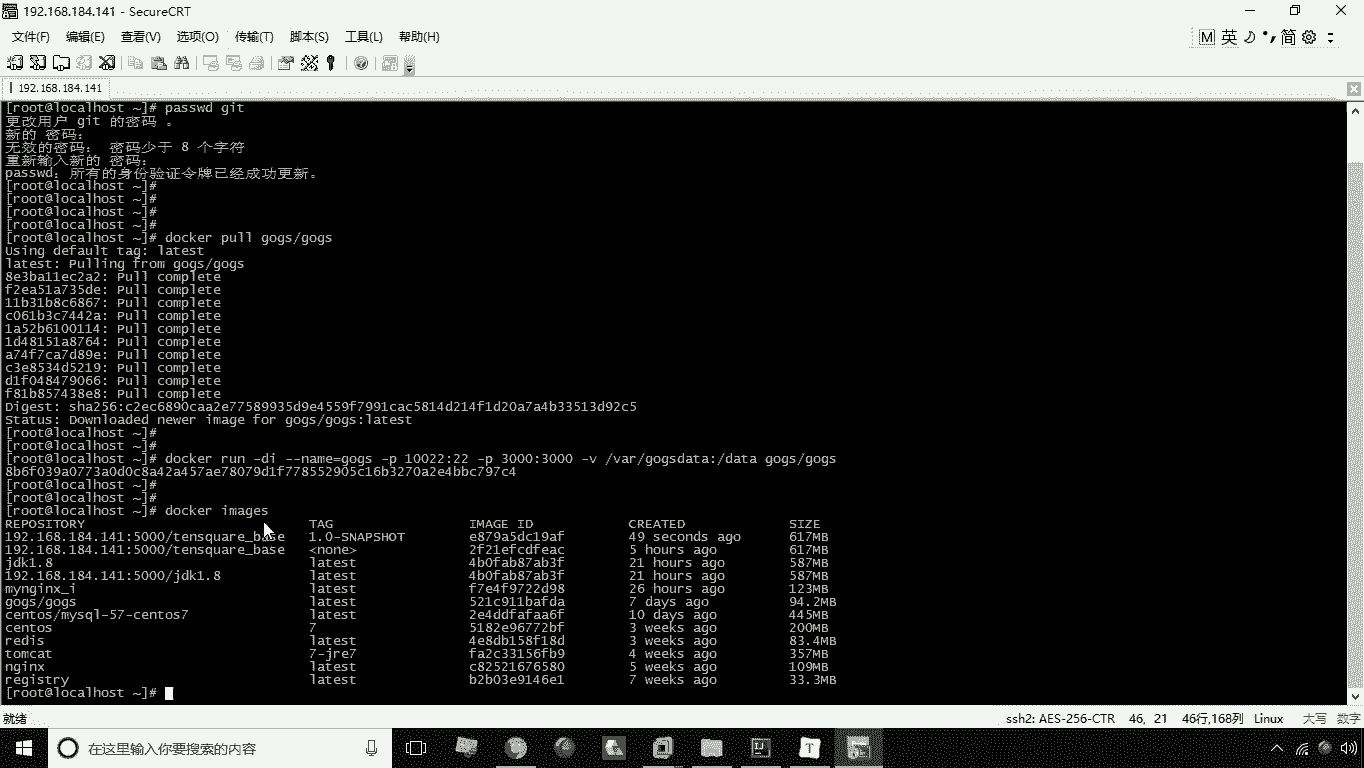 192.168.184.141 - SecureCRT
文件(F) 编辑(E) 查看(V) 选项(O) 传输(T) 脚本(S) 工具(L) 帮助(H)
M 英 简
192.168.184.141
[root@localhost ~]# passwd git
更改用户 git 的密码 。
新的 密码:
无效的密码: 密码少于 8 个字符
重新输入新的 密码:
passwd: 所有的身份验证令牌已经成功更新。
[root@localhost ~]#
[root@localhost ~]#
[root@localhost ~]#
[root@localhost ~]#
[root@localhost ~]# docker pull gogs/gogs
Using default tag: latest
latest: Pulling from gogs/gogs
8e3ba11ec2a2: Pull complete
f2ea51a735de: Pull complete
11b31b8c6867: Pull complete
c061b3c7442a: Pull complete
1a52b6100114: Pull complete
1d48151a8764: Pull complete
a74f7ca7d89e: Pull complete
c3e8534d5219: Pull complete
d1f048479066: Pull complete
f81b857438e8: Pull complete
Digest: sha256:c2ec6890caa2e77589935d9e4559f7991cac5814d214f1d20a7a4b33513d92c5
Status: Downloaded newer image for gogs/gogs:latest
[root@localhost ~]#
[root@localhost ~]#
[root@localhost ~]# docker run -di --name=gogs -p 10022:22 -p 3000:3000 -v /var/gogsdata:/data gogs/gogs
8b6f039a0773a0d0c8a42a457ae78079d1f778552905c16b3270a2e4bbc797c4
[root@localhost ~]#
[root@localhost ~]#
[root@localhost ~]# docker images
REPOSITORY TAG IMAGE ID CREATED SIZE
192.168.184.141:5000/tensquare_base 1.0-SNAPSHOT e879a5dc19af 49 seconds ago 617MB
192.168.184.141:5000/tensquare_base <none> 2f21efcdfeac 5 hours ago 617MB
jdk1.8 latest 4b0fab87ab3f 21 hours ago 587MB
192.168.184.141:5000/jdk1.8 latest 4b0fab87ab3f 21 hours ago 587MB
mynginx_i latest f7e4f9722d98 26 hours ago 123MB
gogs/gogs latest 521c911bafda 7 days ago 94.2MB
centos/mysql-57-centos7 latest 2e4ddfafaa6f 10 days ago 445MB
centos 7 5182e96772bf 3 weeks ago 200MB
redis latest 4e8db158f18d 3 weeks ago 83.4MB
tomcat 7-jre7 fa2c33156fb9 4 weeks ago 357MB
nginx latest c82521676580 5 weeks ago 109MB
registry latest b2b03e9146e1 7 weeks ago 33.3MB
[root@localhost ~]#
就绪 ssh2: AES-256-CTR 46, 21 46行,168列 Linux 大写 数字
在这里输入你要搜索的内容